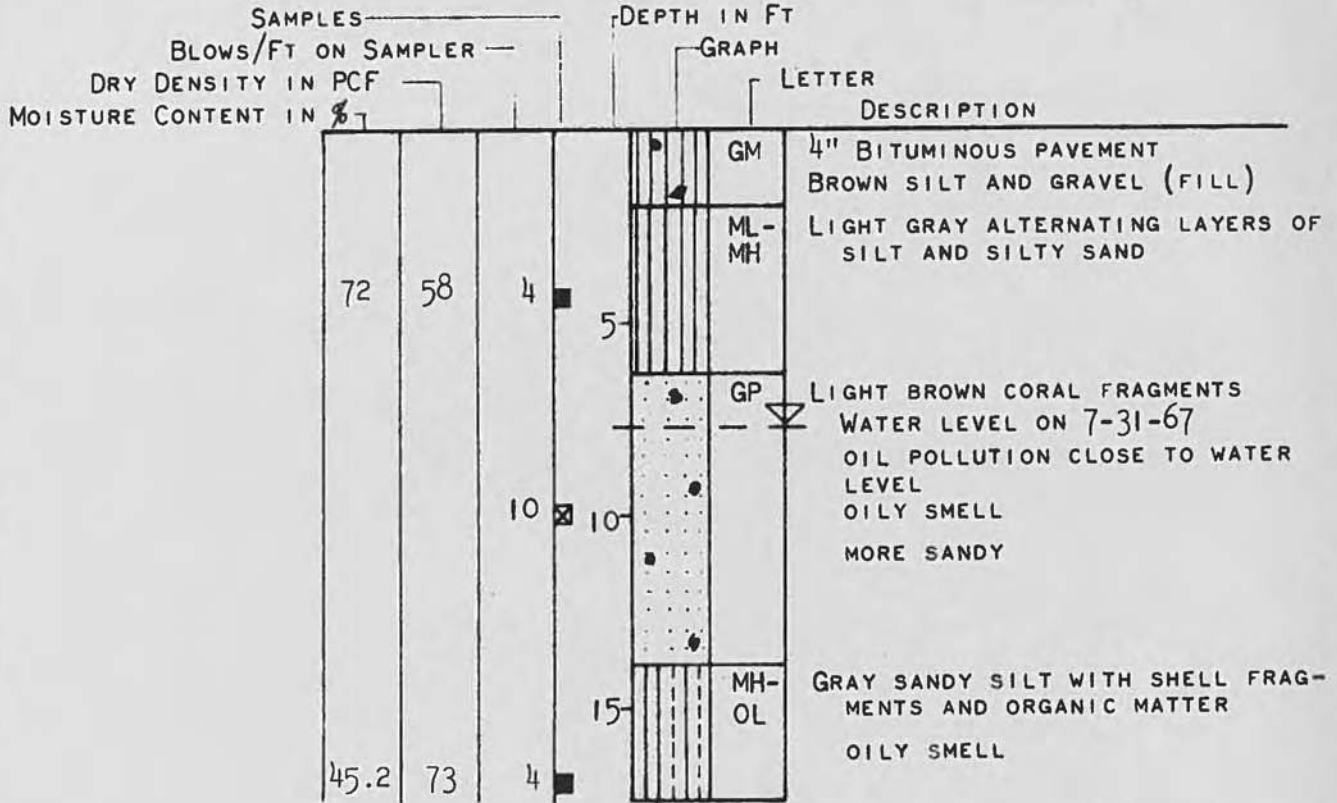 SAMPLES
DEPTH IN FT
BLOWS/FT ON SAMPLER
GRAPH
DRY DENSITY IN PCF
LETTER
MOISTURE CONTENT IN %
DESCRIPTION
GM
4" BITUMINOUS PAVEMENT
BROWN SILT AND GRAVEL (FILL)
ML-
MH
LIGHT GRAY ALTERNATING LAYERS OF
SILT AND SILTY SAND
72 58 4
5
GP
LIGHT BROWN CORAL FRAGMENTS
WATER LEVEL ON 7-31-67
OIL POLLUTION CLOSE TO WATER
LEVEL
10 10
OILY SMELL
MORE SANDY
MH-
OL
GRAY SANDY SILT WITH SHELL FRAG-
MENTS AND ORGANIC MATTER
15
OILY SMELL
45.2 73 4